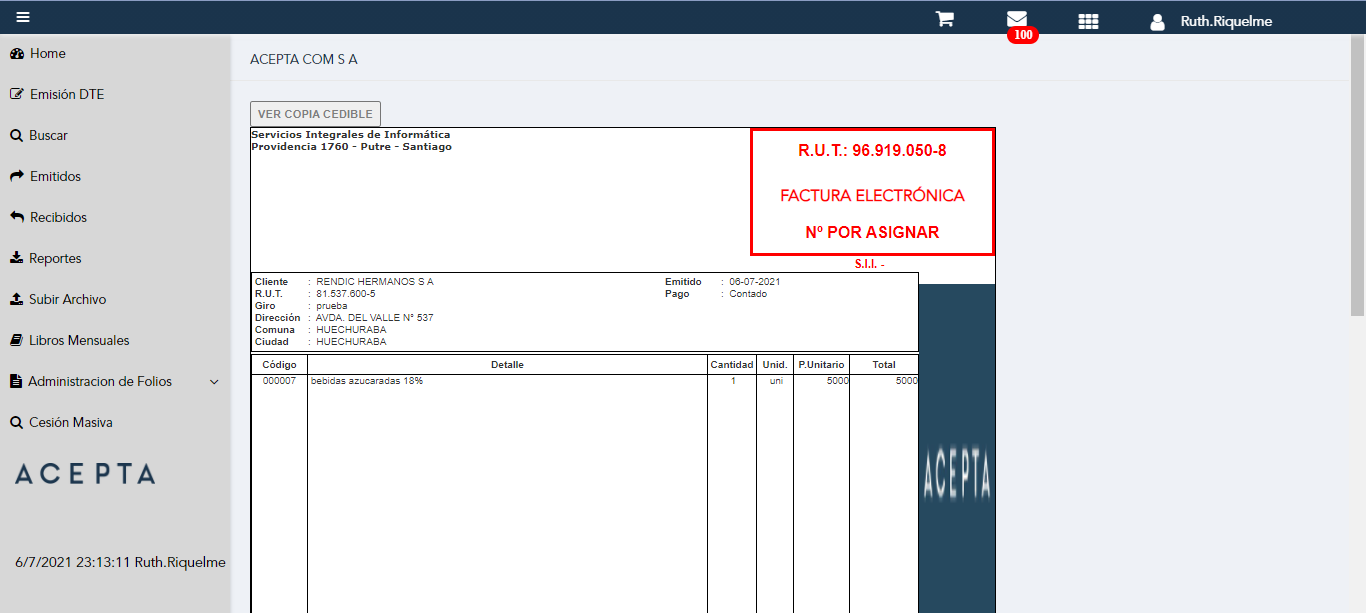 Ruth.Riquelme
100
Home
Emisión DTE
Buscar
Emitidos
Recibidos
Reportes
Subir Archivo
Libros Mensuales
Administracion de Folios
Cesión Masiva
ACEPTA
6/7/2021 23:13:11 Ruth.Riquelme
ACEPTA COM S A
VER COPIA CEDIBLE
Servicios Integrales de Informática
Providencia 1760 - Putre - Santiago
R.U.T.: 96.919.050-8
FACTURA ELECTRÓNICA
Nº POR ASIGNAR
S.I.I. -
Cliente : RENDIC HERMANOS S A Emitido : 06-07-2021
R.U.T. : 81.537.600-5 Pago : Contado
Giro : prueba
Dirección : AVDA. DEL VALLE N° 537
Comuna : HUECHURABA
Ciudad : HUECHURABA
Código Detalle Cantidad Unid. P.Unitario Total
000007 bebidas azucaradas 18% 1 uni 5000 5000
ACEPTA